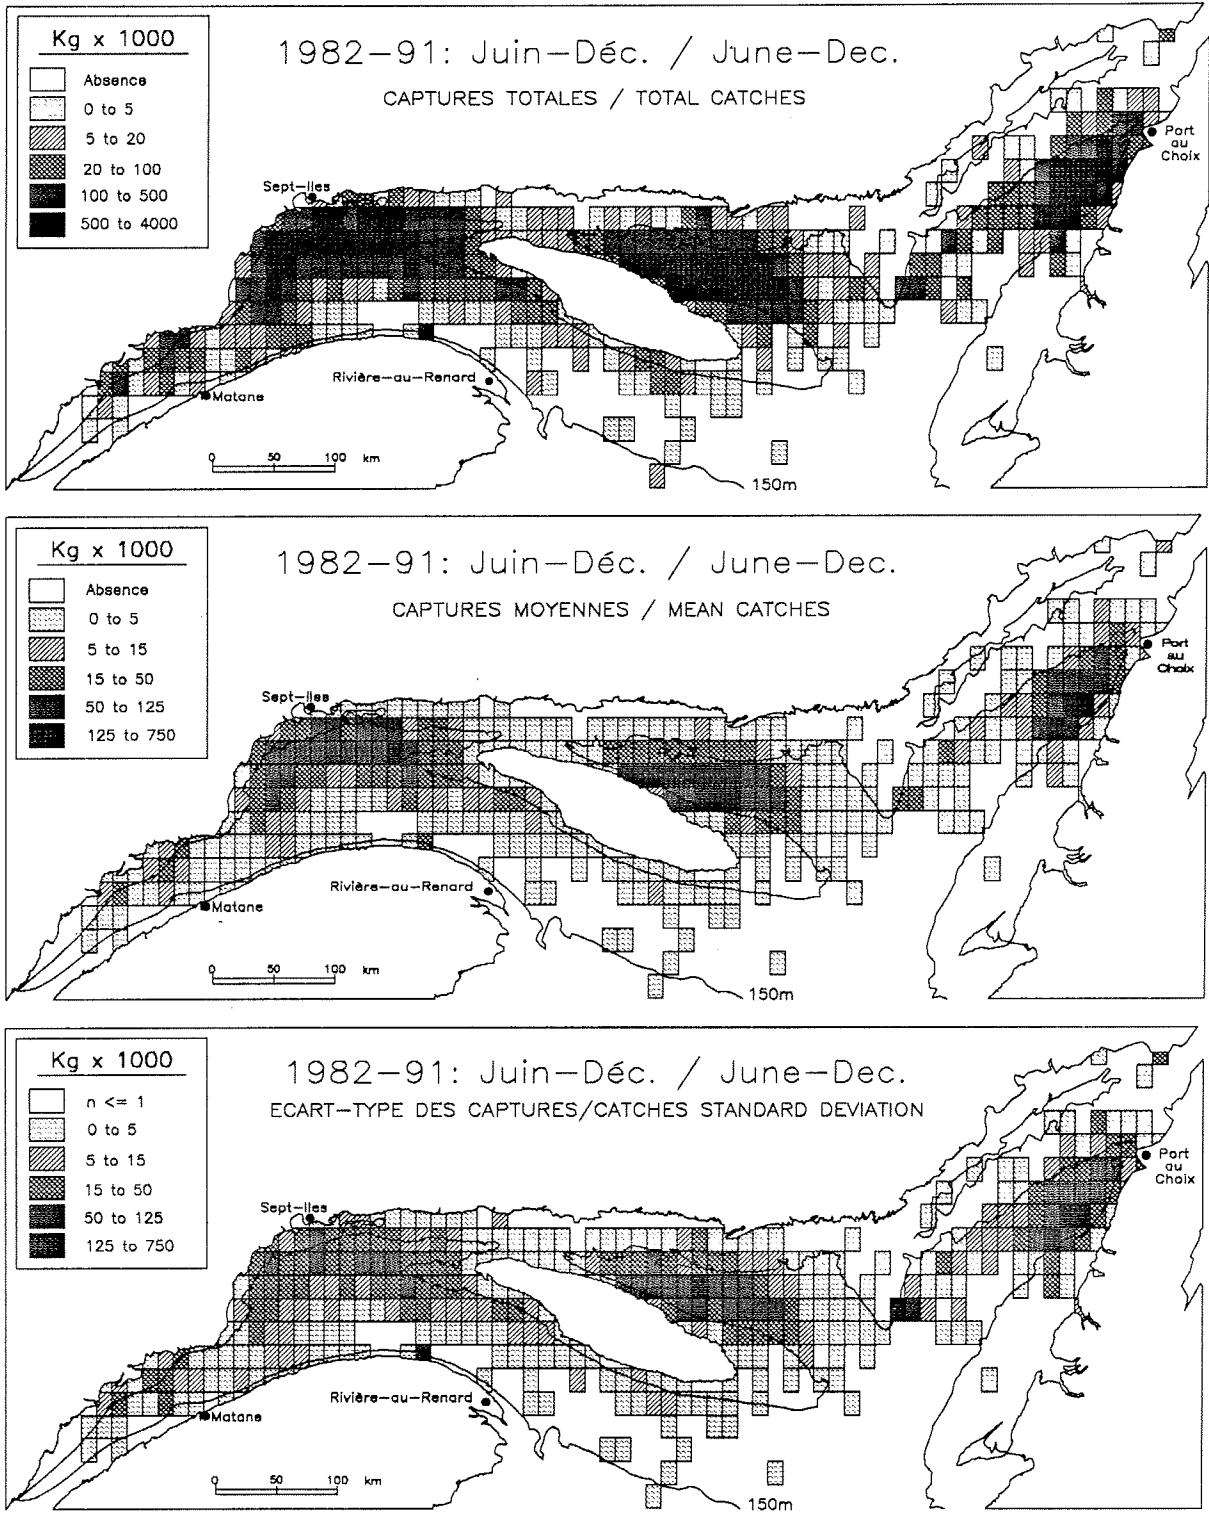 Kg x 1000
Absence
0 to 5
5 to 20
20 to 100
100 to 500
500 to 4000
1982-91: Juin-Déc. / June-Dec.
CAPTURES TOTALES / TOTAL CATCHES
Port
au
Choix
Sept-Iles
Rivière-au-Renard
Matane
0 50 100 km
150m
Kg x 1000
Absence
0 to 5
5 to 15
15 to 50
50 to 125
125 to 750
1982-91: Juin-Déc. / June-Dec.
CAPTURES MOYENNES / MEAN CATCHES
Port
au
Choix
Sept-Iles
Rivière-au-Renard
Matane
0 50 100 km
150m
Kg x 1000
n <= 1
0 to 5
5 to 15
15 to 50
50 to 125
125 to 750
1982-91: Juin-Déc. / June-Dec.
ECART-TYPE DES CAPTURES/CATCHES STANDARD DEVIATION
Port
au
Choix
Sept-Iles
Rivière-au-Renard
Matane
0 50 100 km
150m